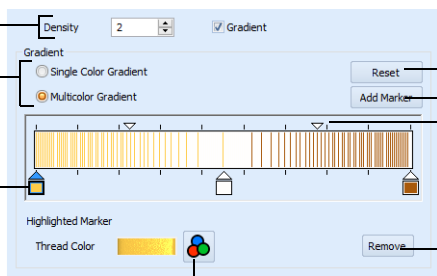 Density 2 Gradient
Gradient
Single Color Gradient Reset
Multicolor Gradient Add Marker
Highlighted Marker
Thread Color Remove